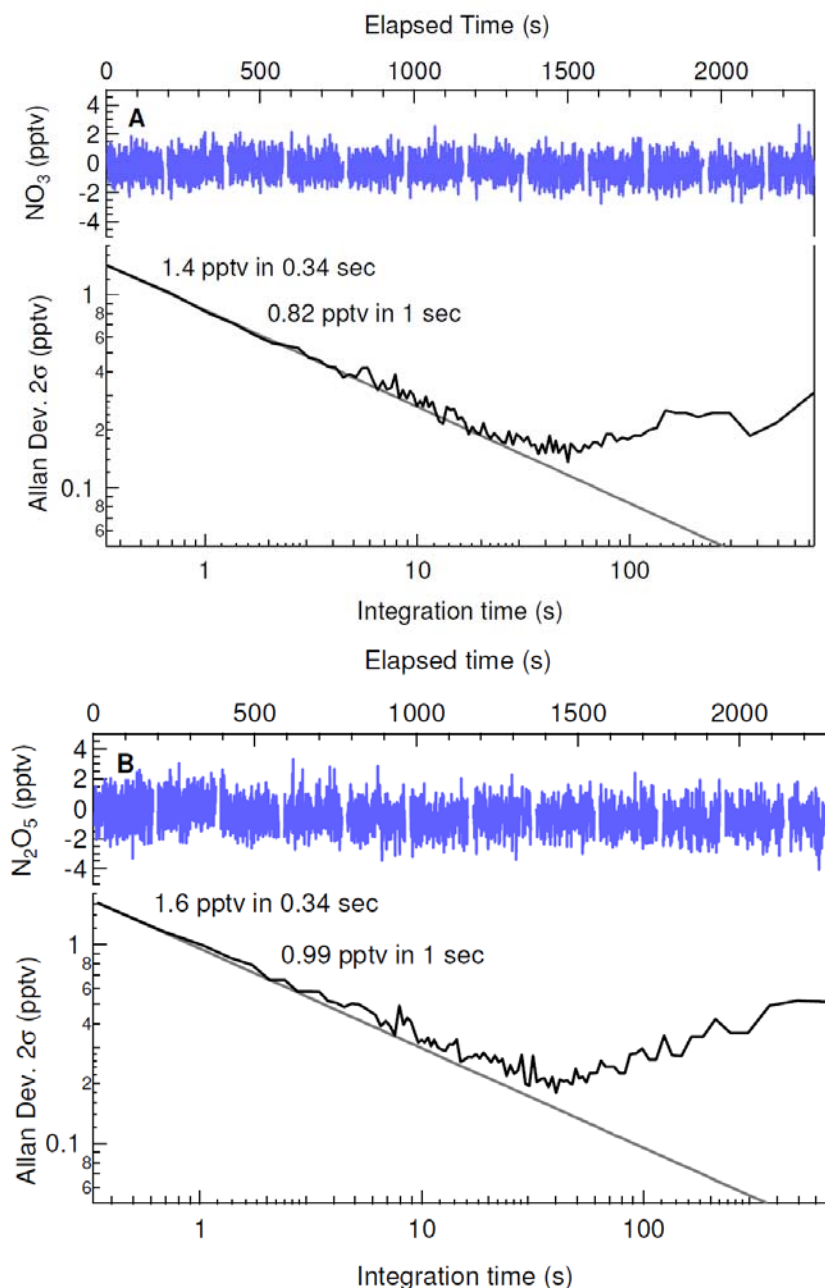 Elapsed Time (s)
0 500 1000 1500 2000
A
NO₃ (pptv)
4
2
0
-2
-4
1.4 pptv in 0.34 sec
0.82 pptv in 1 sec
Allan Dev. 2σ (pptv)
1
8
6
4
2
0.1
8
6
1 10 100
Integration time (s)
Elapsed time (s)
0 500 1000 1500 2000
B
N₂O₅ (pptv)
4
2
0
-2
-4
1.6 pptv in 0.34 sec
0.99 pptv in 1 sec
Allan Dev. 2σ (pptv)
1
8
6
4
2
0.1
8
6
1 10 100
Integration time (s)